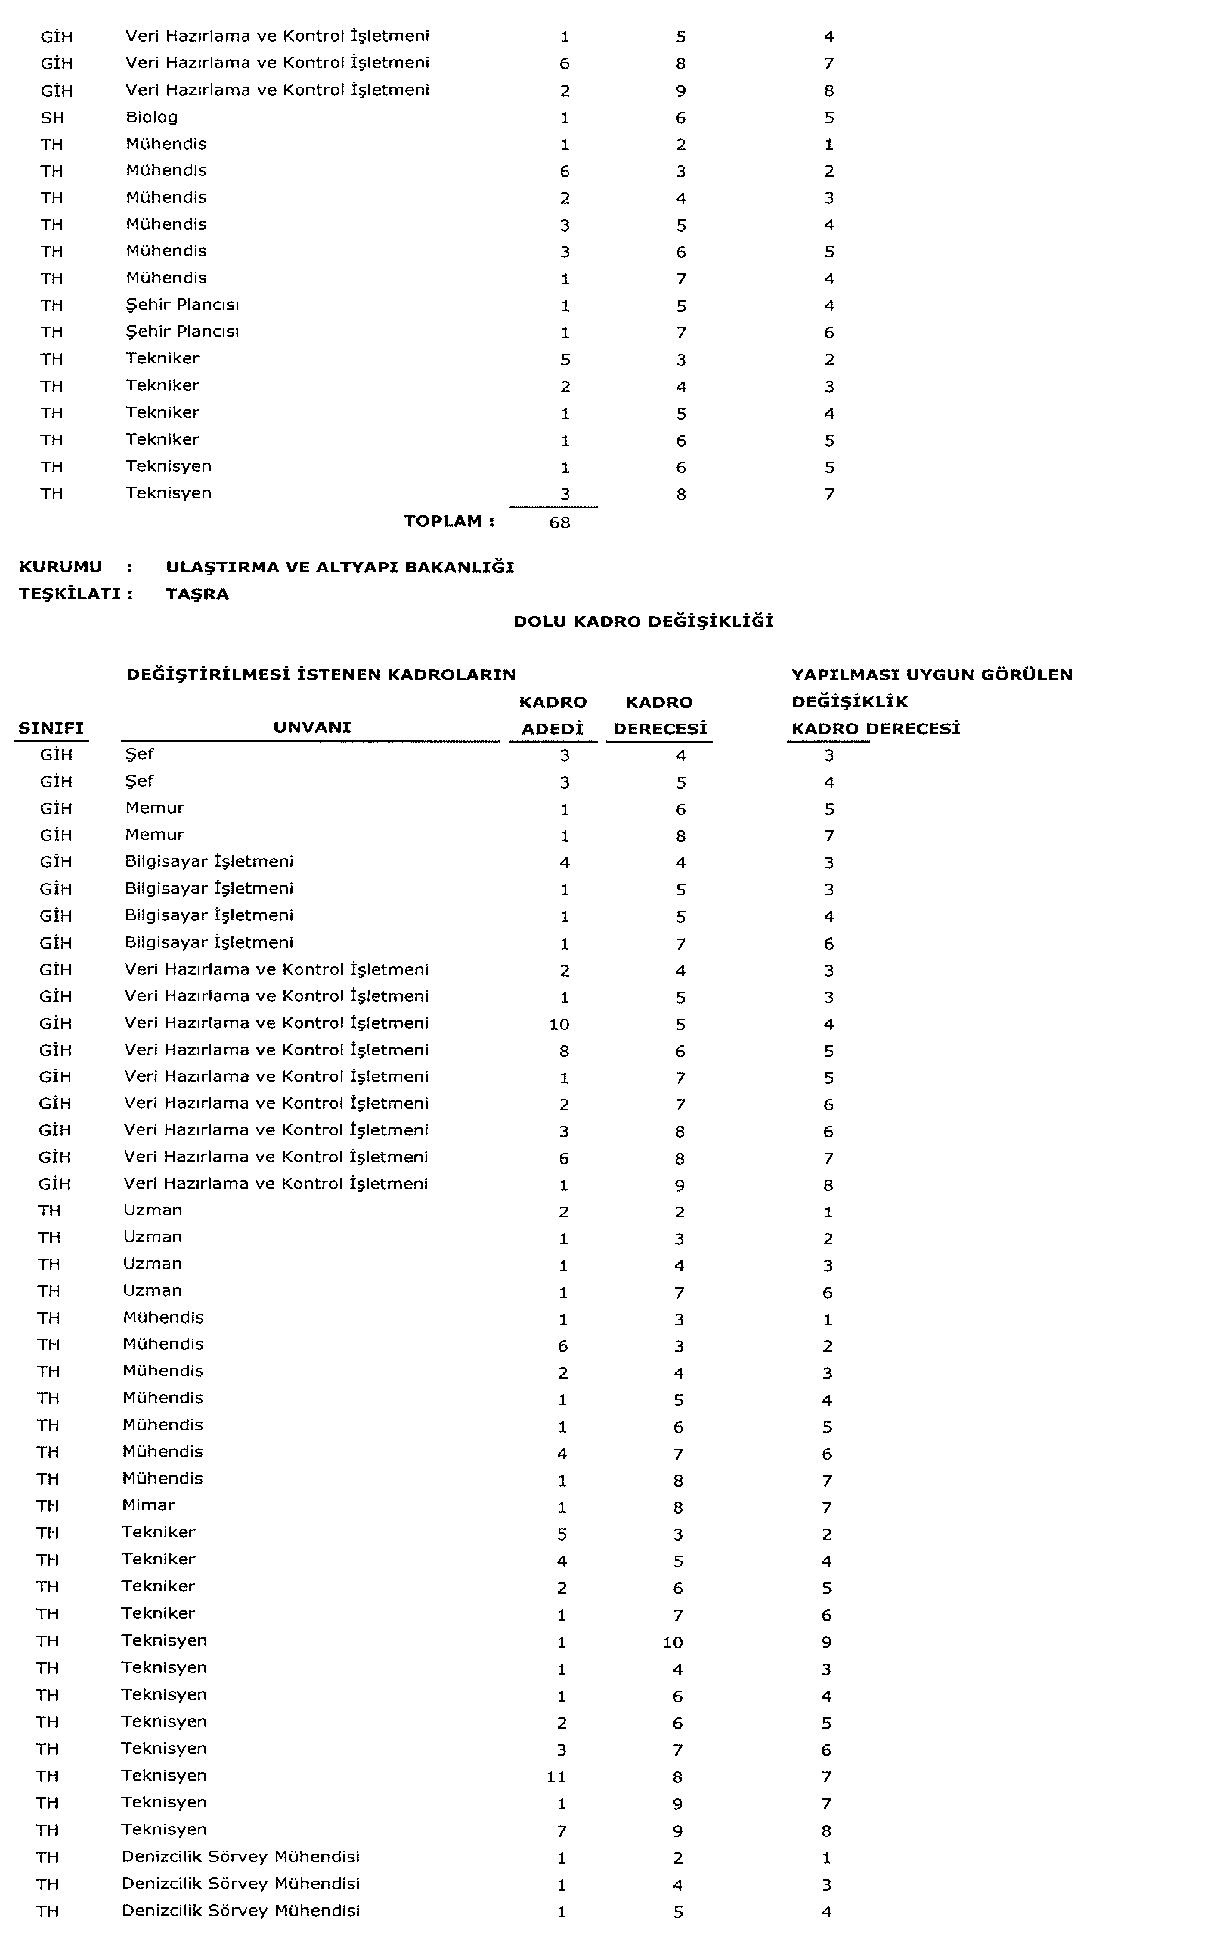 GİH Veri Hazırlama ve Kontrol İşletmeni 1 5 4
GİH Veri Hazırlama ve Kontrol İşletmeni 6 8 7
GİH Veri Hazırlama ve Kontrol İşletmeni 2 9 8
SH Biolog 1 6 5
TH Mühendis 1 2 1
TH Mühendis 6 3 2
TH Mühendis 2 4 3
TH Mühendis 3 5 4
TH Mühendis 3 6 5
TH Mühendis 1 7 4
TH Şehir Plancısı 1 5 4
TH Şehir Plancısı 1 7 6
TH Tekniker 5 3 2
TH Tekniker 2 4 3
TH Tekniker 1 5 4
TH Tekniker 1 6 5
TH Teknisyen 1 6 5
TH Teknisyen 3 8 7
TOPLAM : 68
KURUMU : ULAŞTIRMA VE ALTYAPI BAKANLIĞI
TEŞKİLATI : TAŞRA
DOLU KADRO DEĞİŞİKLİĞİ
DEĞİŞTİRİLMESİ İSTENEN KADROLARIN YAPILMASI UYGUN GÖRÜLEN
KADRO KADRO DEĞİŞİKLİK
SINIFI UNVANI ADEDİ DERECESİ KADRO DERECESİ
GİH Şef 3 4 3
GİH Şef 3 5 4
GİH Memur 1 6 5
GİH Memur 1 8 7
GİH Bilgisayar İşletmeni 4 4 3
GİH Bilgisayar İşletmeni 1 5 3
GİH Bilgisayar İşletmeni 1 5 4
GİH Bilgisayar İşletmeni 1 7 6
GİH Veri Hazırlama ve Kontrol İşletmeni 2 4 3
GİH Veri Hazırlama ve Kontrol İşletmeni 1 5 3
GİH Veri Hazırlama ve Kontrol İşletmeni 10 5 4
GİH Veri Hazırlama ve Kontrol İşletmeni 8 6 5
GİH Veri Hazırlama ve Kontrol İşletmeni 1 7 5
GİH Veri Hazırlama ve Kontrol İşletmeni 2 7 6
GİH Veri Hazırlama ve Kontrol İşletmeni 3 8 6
GİH Veri Hazırlama ve Kontrol İşletmeni 6 8 7
GİH Veri Hazırlama ve Kontrol İşletmeni 1 9 8
TH Uzman 2 2 1
TH Uzman 1 3 2
TH Uzman 1 4 3
TH Uzman 1 7 6
TH Mühendis 1 3 1
TH Mühendis 6 3 2
TH Mühendis 2 4 3
TH Mühendis 1 5 4
TH Mühendis 1 6 5
TH Mühendis 4 7 6
TH Mühendis 1 8 7
TH Mimar 1 8 7
TH Tekniker 5 3 2
TH Tekniker 4 5 4
TH Tekniker 2 6 5
TH Tekniker 1 7 6
TH Teknisyen 1 10 9
TH Teknisyen 1 4 3
TH Teknisyen 1 6 4
TH Teknisyen 2 6 5
TH Teknisyen 3 7 6
TH Teknisyen 11 8 7
TH Teknisyen 1 9 7
TH Teknisyen 7 9 8
TH Denizcilik Sörvey Mühendisi 1 2 1
TH Denizcilik Sörvey Mühendisi 1 4 3
TH Denizcilik Sörvey Mühendisi 1 5 4